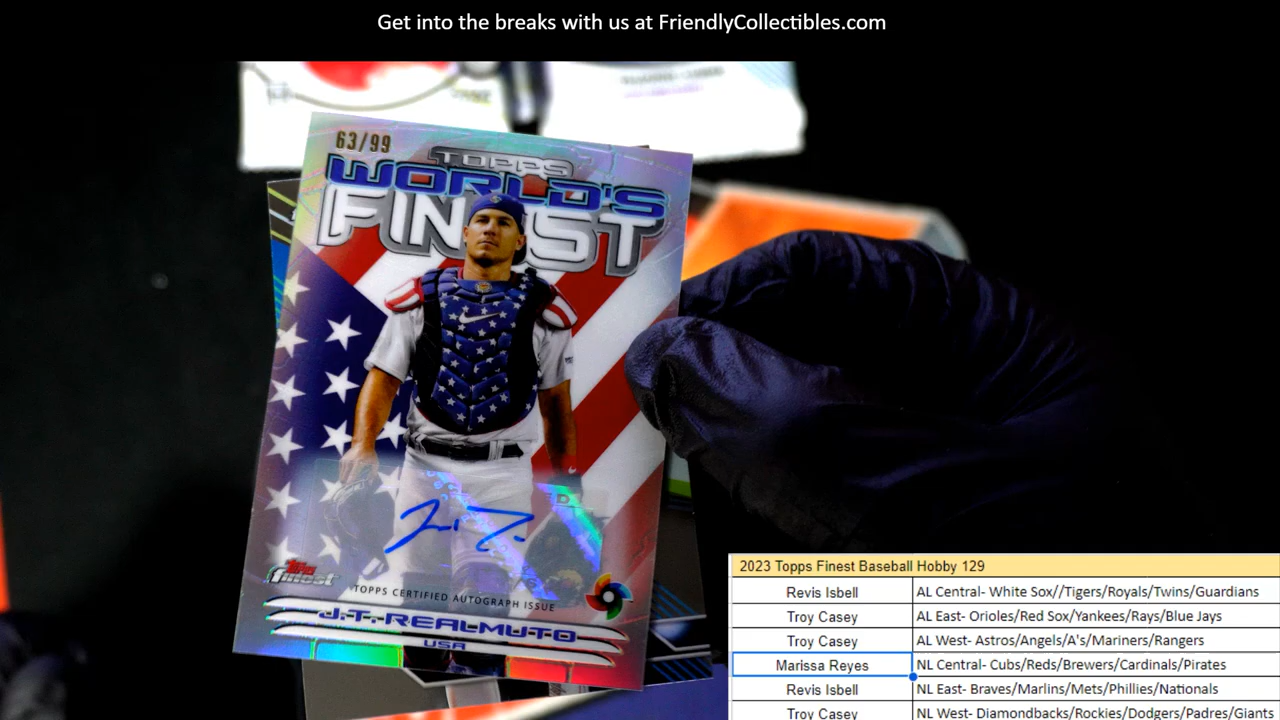 Get into the breaks with us at FriendlyCollectibles.com
63/99
TOPPS
WORLD'S
FINEST
Topps
finest
TOPPS CERTIFIED AUTOGRAPH ISSUE
J.T. REALMUTO
USA
2023 Topps Finest Baseball Hobby 129
Revis Isbell AL Central- White Sox//Tigers/Royals/Twins/Guardians
Troy Casey AL East- Orioles/Red Sox/Yankees/Rays/Blue Jays
Troy Casey AL West- Astros/Angels/A's/Mariners/Rangers
Marissa Reyes NL Central- Cubs/Reds/Brewers/Cardinals/Pirates
Revis Isbell NL East- Braves/Marlins/Mets/Phillies/Nationals
Troy Casey NL West- Diamondbacks/Rockies/Dodgers/Padres/Giants